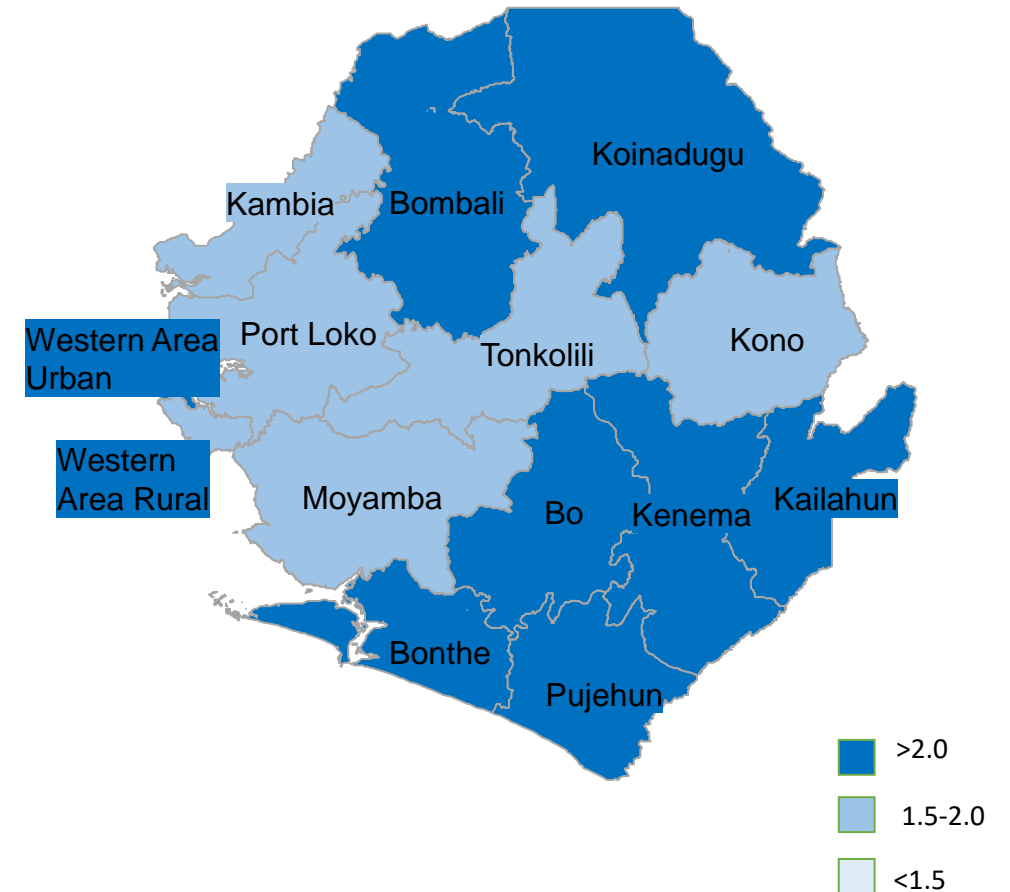 Koinadugu
Kambia
Bombali
Western Area
Urban
Port Loko
Tonkolili
Kono
Western
Area Rural
Moyamba
Bo
Kenema
Kailahun
Bonthe
Pujehun
>2.0
1.5-2.0
<1.5